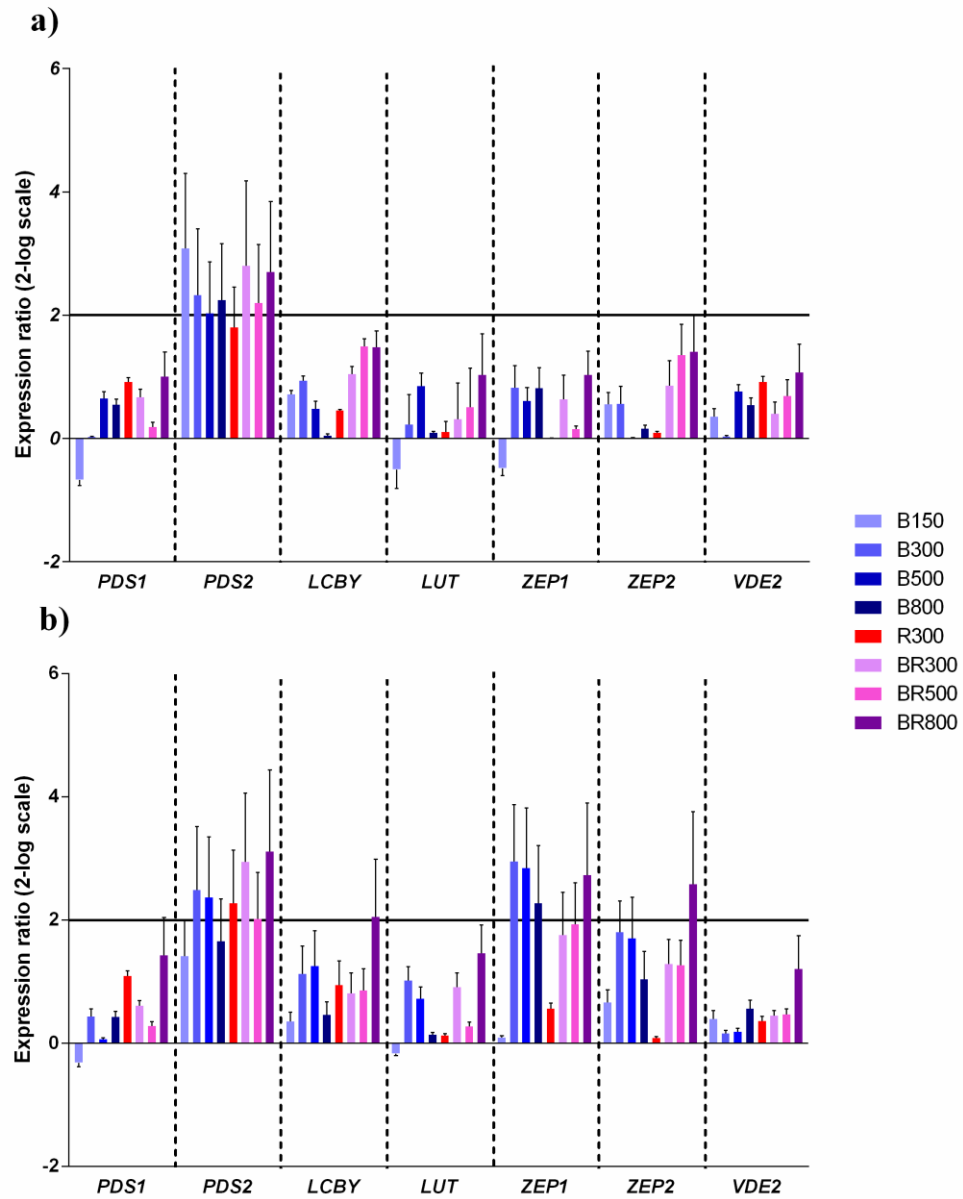 a)
6
4
2
0
-2
Expression ratio (2-log scale)
PDS1 PDS2 LCBY LUT ZEP1 ZEP2 VDE2
B150
B300
B500
B800
R300
BR300
BR500
BR800
b)
6
4
2
0
-2
Expression ratio (2-log scale)
PDS1 PDS2 LCBY LUT ZEP1 ZEP2 VDE2